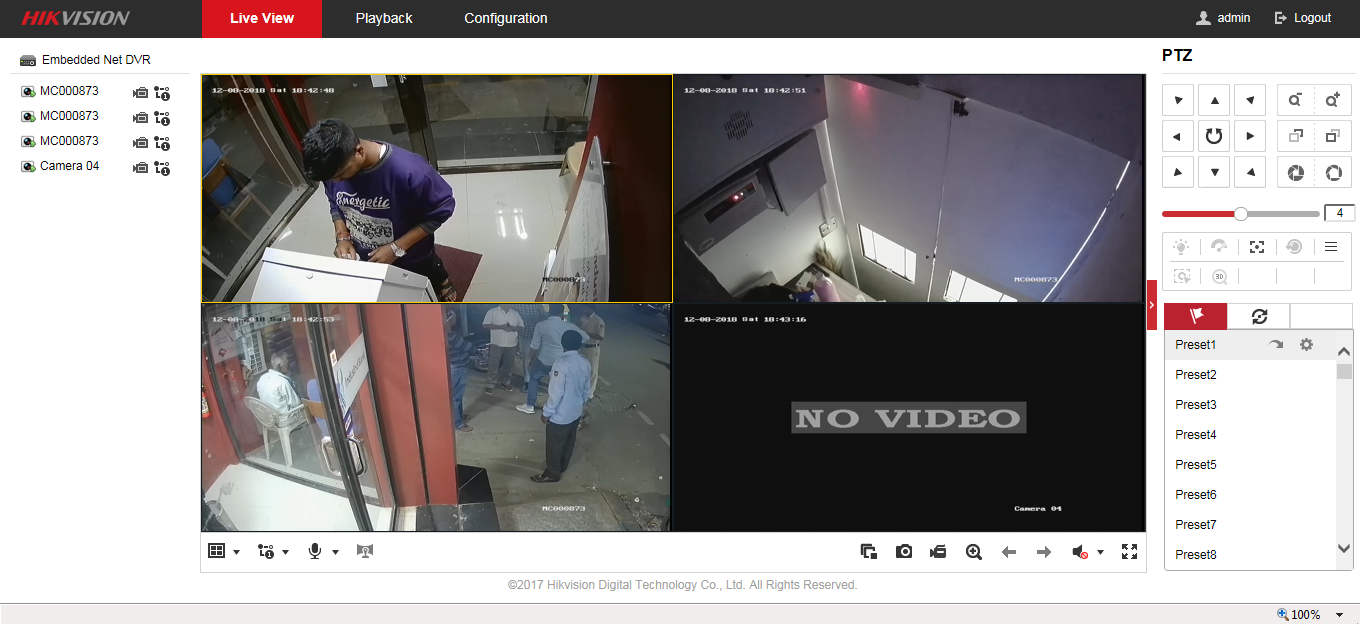 HIKVISION
Live View
Playback
Configuration
admin
Logout
Embedded Net DVR
MC000873
MC000873
MC000873
Camera 04
12-08-2018 Sat 18:42:48
Energetic
MC000873
12-08-2018 Sat 18:42:51
MC000873
12-08-2018 Sat 18:42:53
MC000873
12-08-2018 Sat 18:43:16
NO VIDEO
Camera 04
PTZ
4
3D
Preset1
Preset2
Preset3
Preset4
Preset5
Preset6
Preset7
Preset8
©2017 Hikvision Digital Technology Co., Ltd. All Rights Reserved.
100%